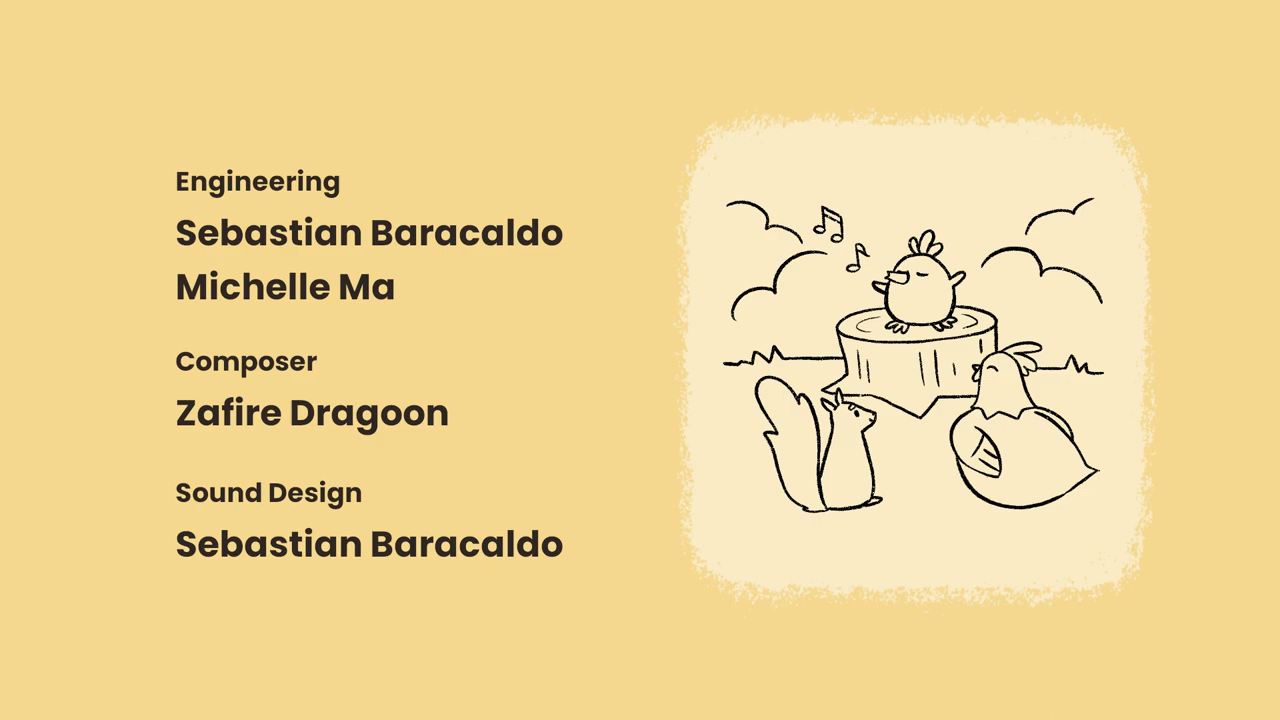 Engineering
Sebastian Baracaldo
Michelle Ma
Composer
Zafire Dragoon
Sound Design
Sebastian Baracaldo